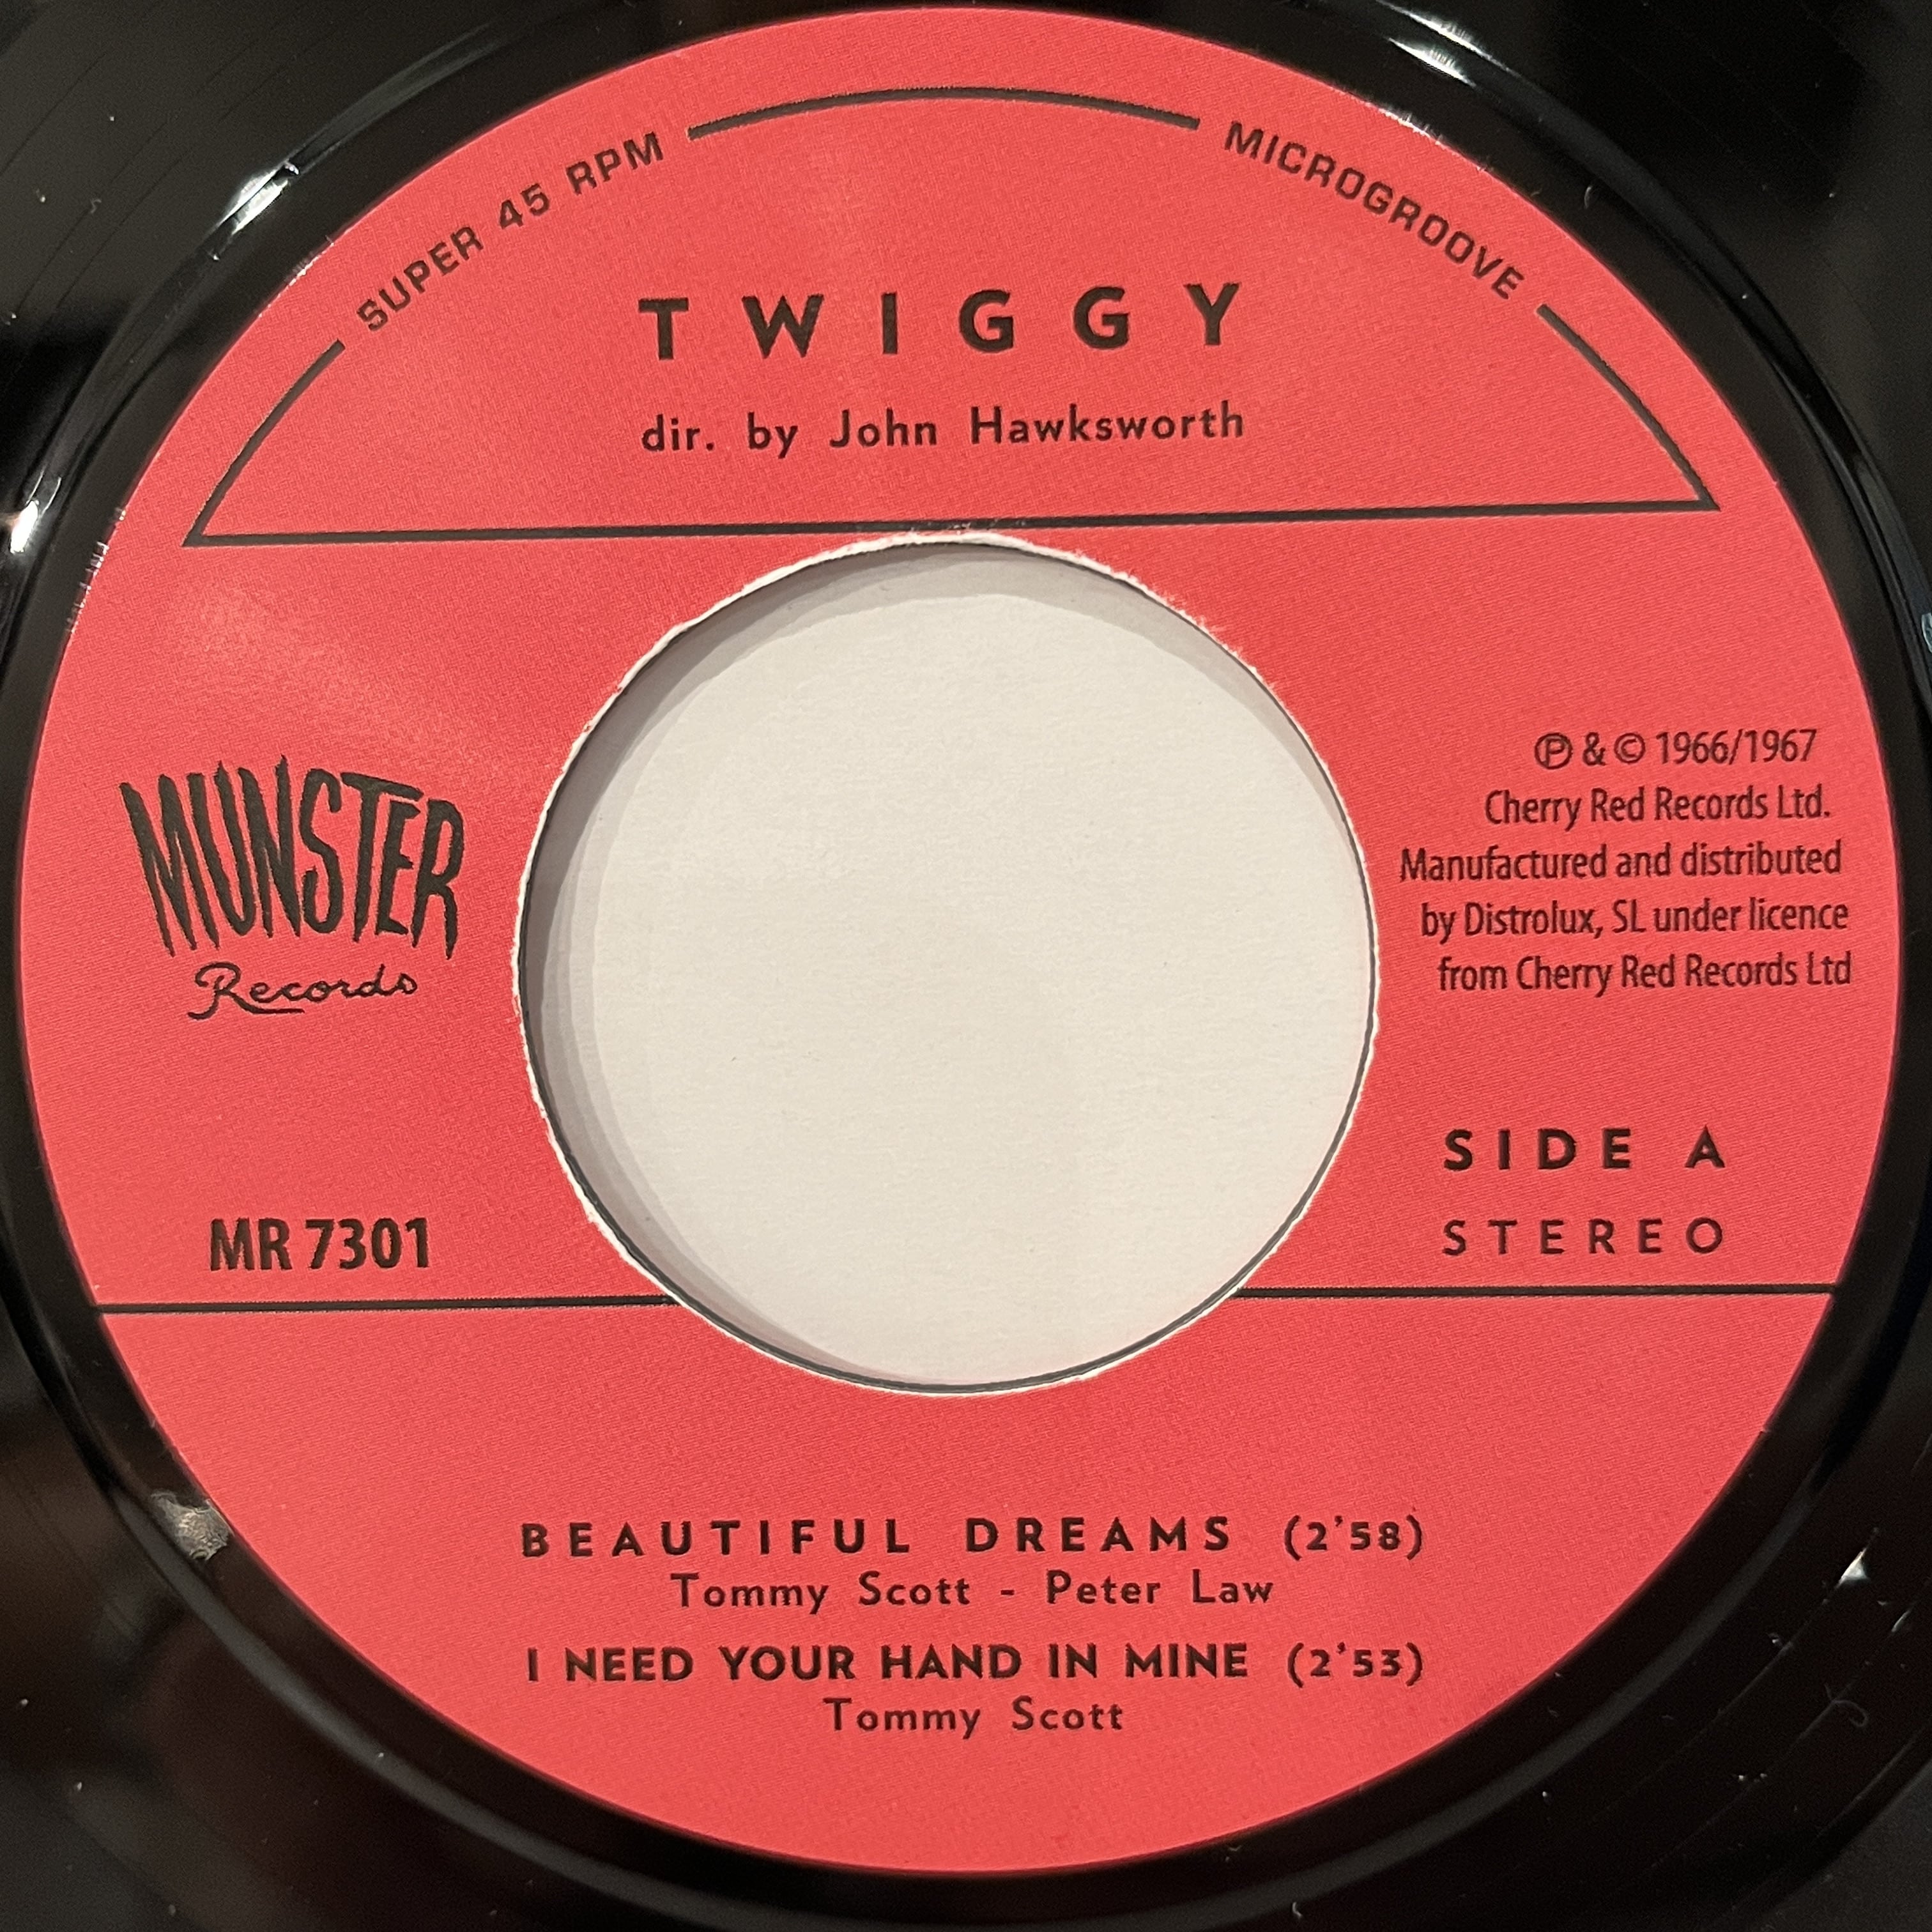 SUPER 45 RPM
MICROGROOVE
TWIGGY
dir. by John Hawksworth
MUNSTER
Records
℗ & © 1966/1967
Cherry Red Records Ltd.
Manufactured and distributed
by Distrolux, SL under licence
from Cherry Red Records Ltd
SIDE A
STEREO
MR 7301
BEAUTIFUL DREAMS (2'58)
Tommy Scott - Peter Law
I NEED YOUR HAND IN MINE (2'53)
Tommy Scott